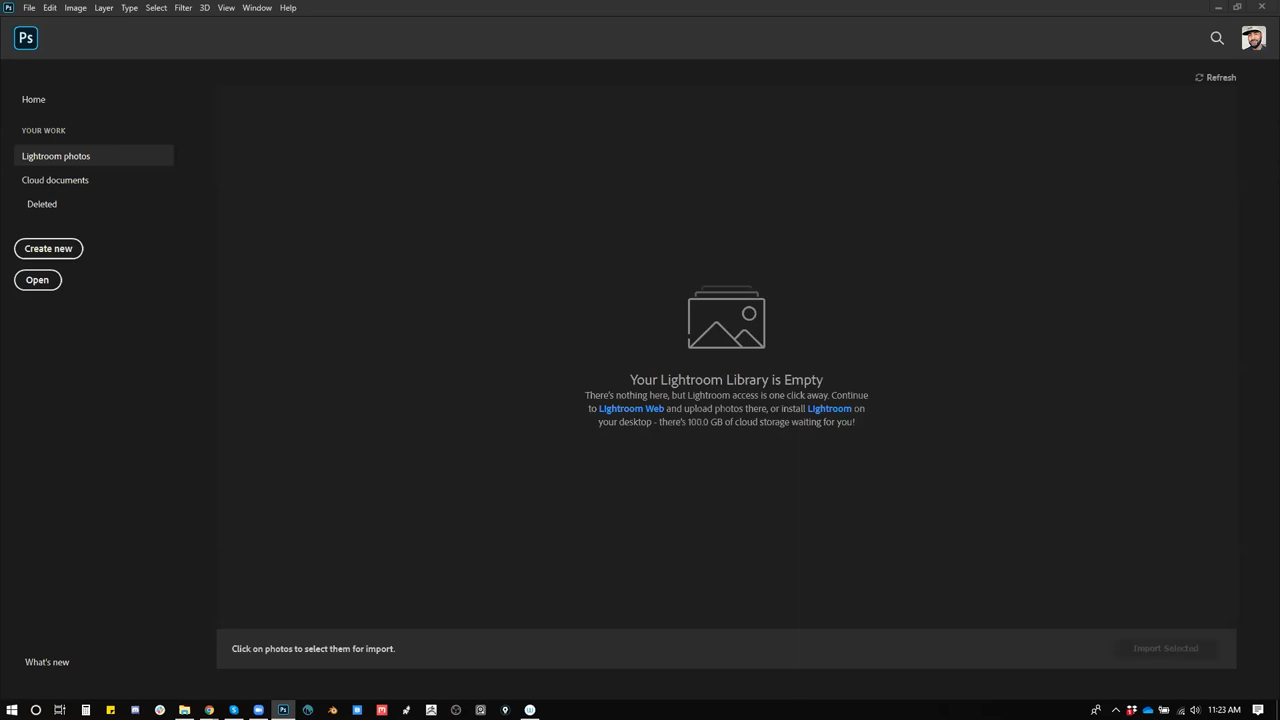 Ps File Edit Image Layer Type Select Filter 3D View Window Help
Ps
Refresh
Home
YOUR WORK
Lightroom photos
Cloud documents
Deleted
Create new
Open
Your Lightroom Library is Empty
There's nothing here, but Lightroom access is one click away. Continue
to Lightroom Web and upload photos there, or install Lightroom on
your desktop - there's 100.0 GB of cloud storage waiting for you!
Click on photos to select them for import.
Import Selected
What's new
Ps
11:23 AM